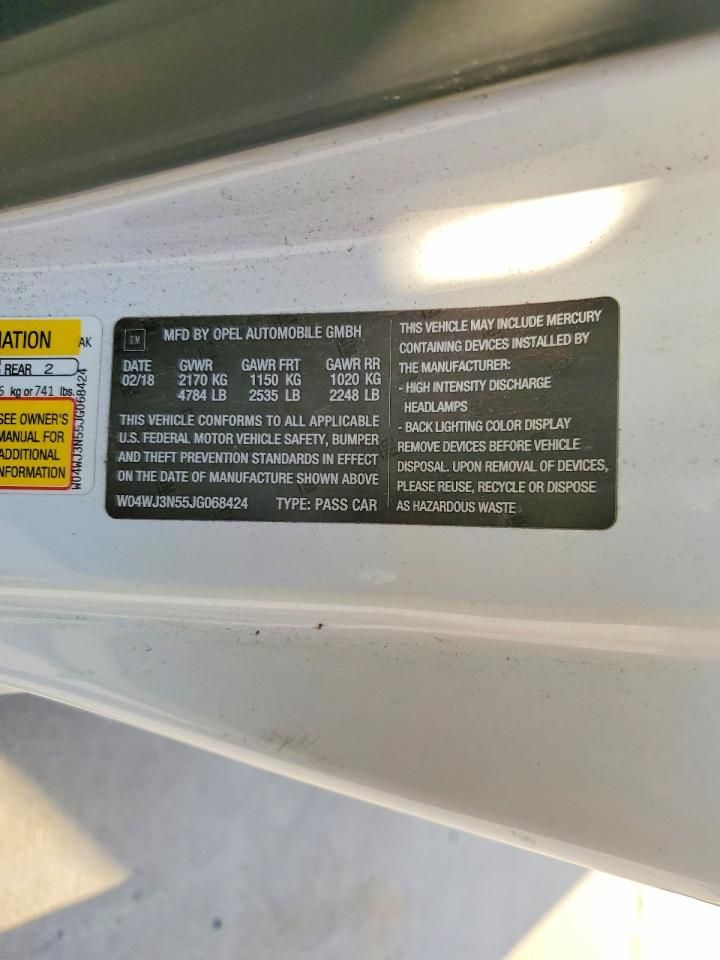 ATION
AK
REAR 2
kg or 741 lbs.
SEE OWNER'S
MANUAL FOR
ADDITIONAL
INFORMATION
W04WJ3N55JG068424
GM
MFD BY OPEL AUTOMOBILE GMBH
DATE GVWR GAWR FRT GAWR RR
02/18 2170 KG 1150 KG 1020 KG
4784 LB 2535 LB 2248 LB
THIS VEHICLE CONFORMS TO ALL APPLICABLE
U.S. FEDERAL MOTOR VEHICLE SAFETY, BUMPER
AND THEFT PREVENTION STANDARDS IN EFFECT
ON THE DATE OF MANUFACTURE SHOWN ABOVE
W04WJ3N55JG068424 TYPE: PASS CAR
THIS VEHICLE MAY INCLUDE MERCURY
CONTAINING DEVICES INSTALLED BY
THE MANUFACTURER:
- HIGH INTENSITY DISCHARGE
HEADLAMPS
- BACK LIGHTING COLOR DISPLAY
REMOVE DEVICES BEFORE VEHICLE
DISPOSAL. UPON REMOVAL OF DEVICES,
PLEASE REUSE, RECYCLE OR DISPOSE
AS HAZARDOUS WASTE